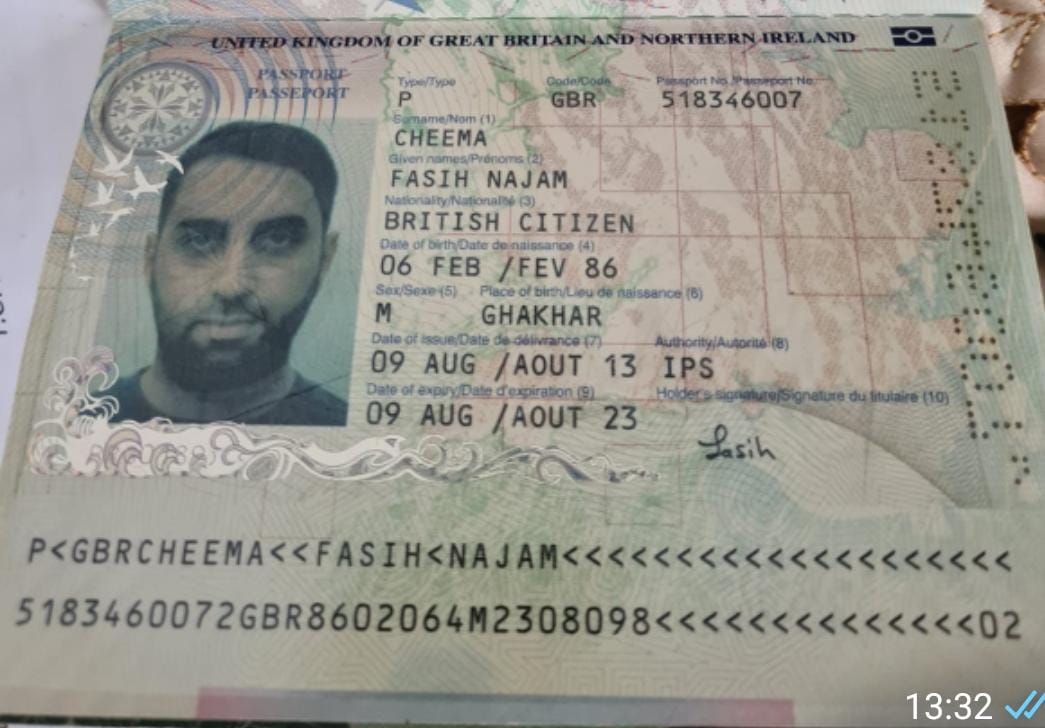 UNITED KINGDOM OF GREAT BRITAIN AND NORTHERN IRELAND
PASSPORT
PASSEPORT
Type/Type Code/Code Passport No./Passeport No.
P GBR 518346007
Surname/Nom (1)
CHEEMA
Given names/Prénoms (2)
FASIH NAJAM
Nationality/Nationalité (3)
BRITISH CITIZEN
Date of birth/Date de naissance (4)
06 FEB /FEV 86
Sex/Sexe (5) Place of birth/Lieu de naissance (6)
M GHAKHAR
Date of issue/Date de délivrance (7) Authority/Autorité (8)
09 AUG /AOUT 13 IPS
Date of expiry/Date d'expiration (9) Holder's signature/Signature du titulaire (10)
09 AUG /AOUT 23
Fasih
P<GBRCHEEMA<<FASIH<NAJAM<<<<<<<<<<<<<<<<<<<<
5183460072GBR8602064M2308098<<<<<<<<<<<<<<02
13:32